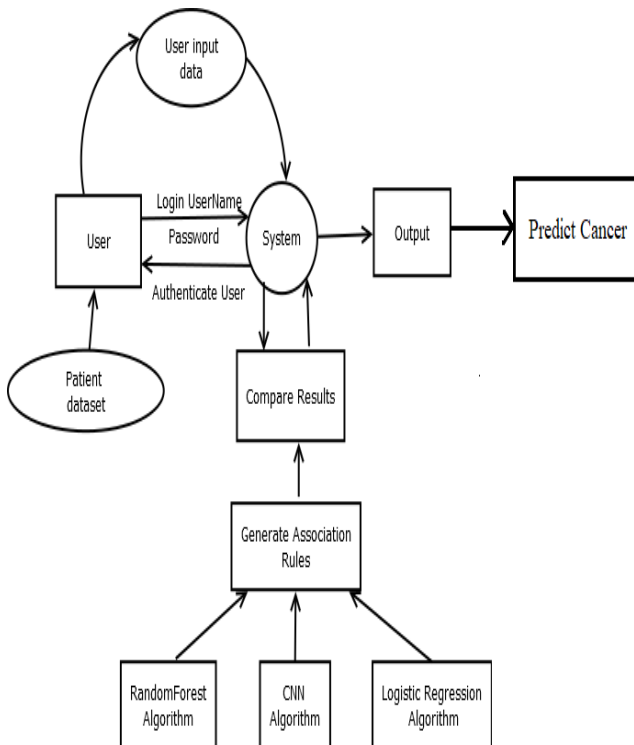 User input
data
Login UserName
User
Password
System
Output
Predict Cancer
Authenticate User
Patient
dataset
Compare Results
Generate Association
Rules
RandomForest
Algorithm
CNN
Algorithm
Logistic Regression
Algorithm